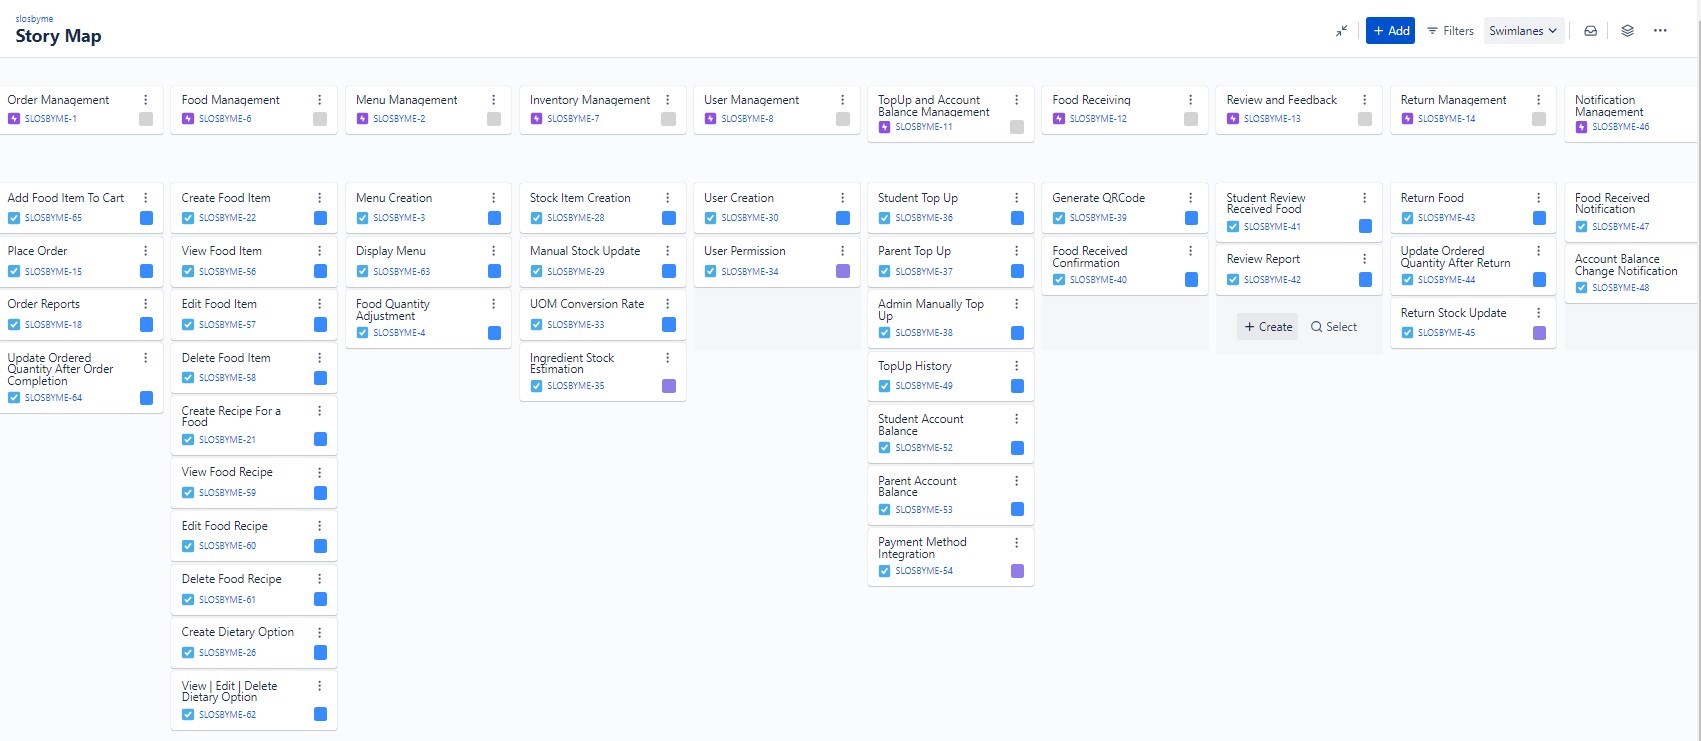 slosbyme
Story Map
+ Add
Filters
Swimlanes
Order Management
SLOSBYME-1
Food Management
SLOSBYME-6
Menu Management
SLOSBYME-2
Inventory Management
SLOSBYME-7
User Management
SLOSBYME-8
TopUp and Account
Balance Management
SLOSBYME-11
Food Receiving
SLOSBYME-12
Review and Feedback
SLOSBYME-13
Return Management
SLOSBYME-14
Notification
Management
SLOSBYME-46
Add Food Item To Cart
SLOSBYME-65
Place Order
SLOSBYME-15
Order Reports
SLOSBYME-18
Update Ordered
Quantity After Order
Completion
SLOSBYME-64
Create Food Item
SLOSBYME-22
View Food Item
SLOSBYME-56
Edit Food Item
SLOSBYME-57
Delete Food Item
SLOSBYME-58
Create Recipe For a
Food
SLOSBYME-21
View Food Recipe
SLOSBYME-59
Edit Food Recipe
SLOSBYME-60
Delete Food Recipe
SLOSBYME-61
Create Dietary Option
SLOSBYME-26
View | Edit | Delete
Dietary Option
SLOSBYME-62
Menu Creation
SLOSBYME-3
Display Menu
SLOSBYME-63
Food Quantity
Adjustment
SLOSBYME-4
Stock Item Creation
SLOSBYME-28
Manual Stock Update
SLOSBYME-29
UOM Conversion Rate
SLOSBYME-33
Ingredient Stock
Estimation
SLOSBYME-35
User Creation
SLOSBYME-30
User Permission
SLOSBYME-34
Student Top Up
SLOSBYME-36
Parent Top Up
SLOSBYME-37
Admin Manually Top
Up
SLOSBYME-38
TopUp History
SLOSBYME-49
Student Account
Balance
SLOSBYME-52
Parent Account
Balance
SLOSBYME-53
Payment Method
Integration
SLOSBYME-54
Generate QRCode
SLOSBYME-39
Food Received
Confirmation
SLOSBYME-40
Student Review
Received Food
SLOSBYME-41
Review Report
SLOSBYME-42
+ Create
Select
Return Food
SLOSBYME-43
Update Ordered
Quantity After Return
SLOSBYME-44
Return Stock Update
SLOSBYME-45
Food Received
Notification
SLOSBYME-47
Account Balance
Change Notification
SLOSBYME-48